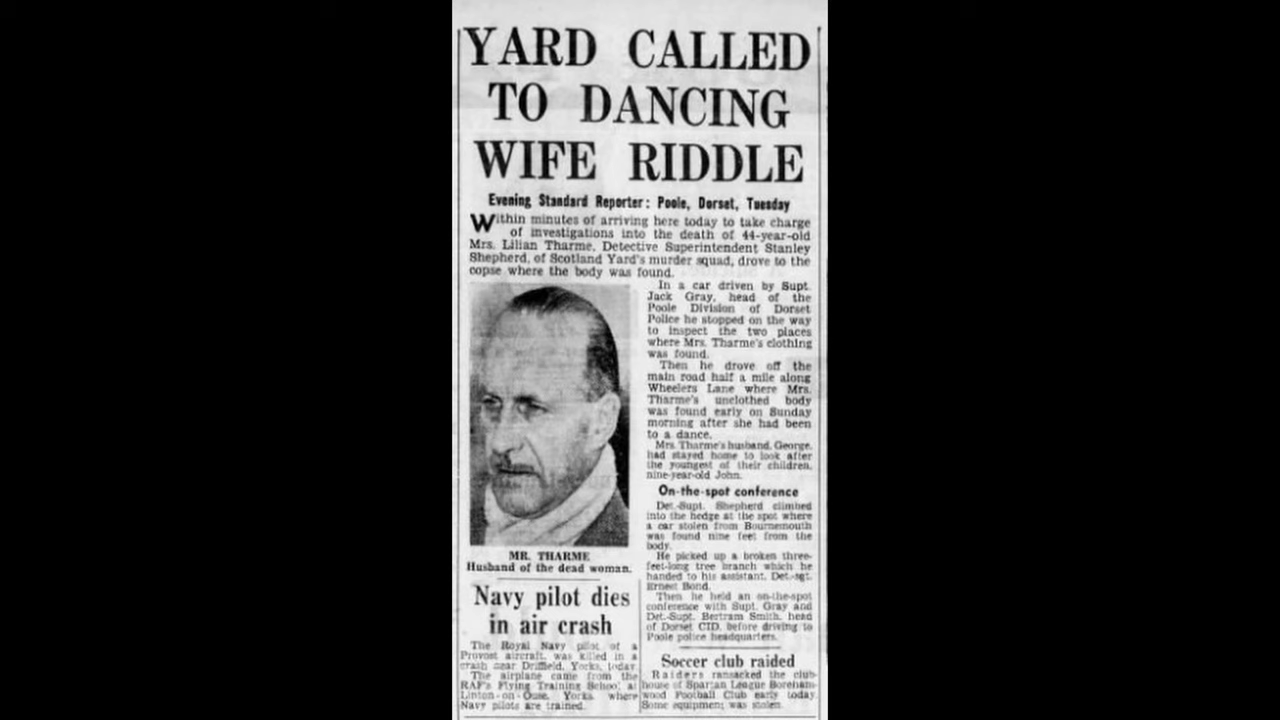 YARD CALLED
TO DANCING
WIFE RIDDLE
Evening Standard Reporter: Poole, Dorset, Tuesday
Within minutes of arriving here today to take charge
of investigations into the death of 44-year-old
Mrs. Lilian Tharme, Detective Superintendent Stanley
Shepherd, of Scotland Yard's murder squad, drove to the
copse where the body was found.
In a car driven by Supt.
Jack Gray, head of the
Poole Division of Dorset
Police he stopped on the way
to inspect the two places
where Mrs. Tharme's clothing
was found.
Then he drove off the
main road half a mile along
Wheelers Lane where Mrs.
Tharme's unclothed body
was found early on Sunday
morning after she had been
to a dance.
Mrs. Tharme's husband, George,
had stayed home to look after
the youngest of their children,
nine-year-old John.
On-the-spot conference
Det.-Supt. Shepherd climbed
into the hedge at the spot where
a car stolen from Bournemouth
was found nine feet from the
body.
He picked up a broken three-
feet-long tree branch which he
handed to his assistant, Det.-sgt.
Ernest Bond.
Then he held an on-the-spot
conference with Supt. Gray and
Det.-Supt. Bertram Smith, head
of Dorset CID, before driving to
Poole police headquarters.
MR. THARME
Husband of the dead woman.
Navy pilot dies
in air crash
The Royal Navy pilot of a
Provost aircraft, was killed in a
crash near Driffield, Yorks, today.
The airplane came from the
RAF's Flying Training School at
Linton-on-Ouse, Yorks, where
Navy pilots are trained.
Soccer club raided
Raiders ransacked the club-
house of Spartan League Boreham-
wood Football Club early today.
Some equipment was stolen.